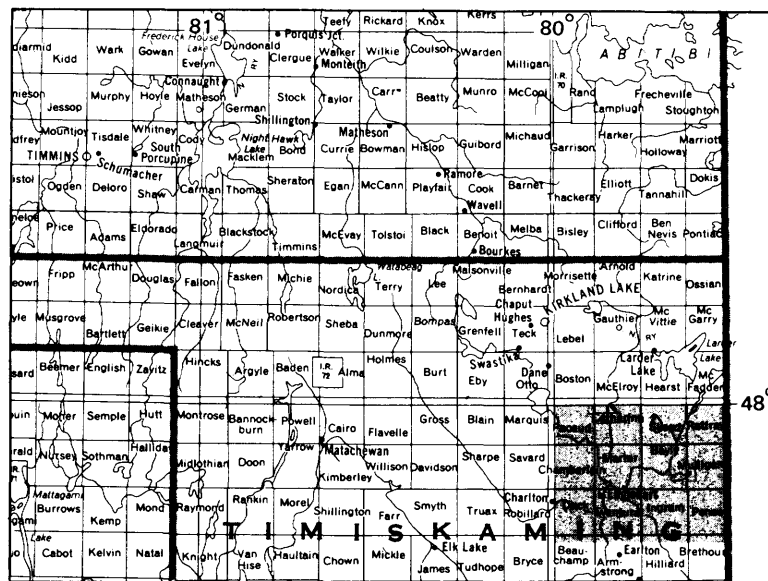 81° 80°
Teefy Rickard Knox Kerrs
Frederick House Lake Porquis Jct. ABITIBI
Wark Gowan Dundonald Walker Wilkie Coulson Warden
Kidd Evelyn Clergue Monteith Milligan
Connaught RY I.R. 70 Rand Frecheville
Jessop Murphy Hoyle Matheson German Stock Taylor Carr Beatty Munro McCool Lamplugh Stoughton
Shillington
Mountjoy Tisdale Whitney Cody Night Hawk Lake Matheson Michaud Harker Marriott
TIMMINS Schumacher South Porcupine Macklem Bond Currie Bowman Hislop Guibord Garrison Holloway
Ramore Dokis
Ogden Deloro Shaw Carman Thomas Sheraton Egan McCann Playfair Cook Barnet Thackeray Elliott Tannahill
Wavell
Price Adams Eldorado Langmuir Blackstock Timmins McEvay Tolstoi Black Benoit Melba Bisley Clifford Ben Nevis Pontiac
Bourkes
Fripp McArthur Douglas Fallon Fasken Michie Nordica Watabeag L. Terry Lee Maisonville Bernhardt Morrisette Arnold Katrine Ossian
Chaput Hughes KIRKLAND LAKE
Musgrove Bartlett Geikie Cleaver McNeil Robertson Sheba Dunmore Bompas Grenfell Teck Lebel Gauthier N RY Mc Vittie Mc Garry
Swastika Larder Lake Larder Lake
Beemer English Zavitz Hincks Argyle Baden I.R. 72 Alma Holmes Burt Eby Dane Otto Boston McElroy Hearst Mc Fadden
48°
Semple Hutt Montrose Bannockburn Powell Cairo Flavelle Gross Blain Marquis
Nursey Sothman Halliday Midlothian Doon Yarrow Matachewan Kimberley Willison Davidson Sharpe Savard Chamberlain
Mattagami Lake Burrows Kemp Mond Raymond Rankin Morel Shillington Farr Smyth Truax Charlton Robillard
TIMISKAMING
Elk Lake Earlton
Cabot Kelvin Natal Knight Van Hise Haultain Chown Mickle James Tudhope Bryce Beauchamp Armstrong Hilliard Brethour